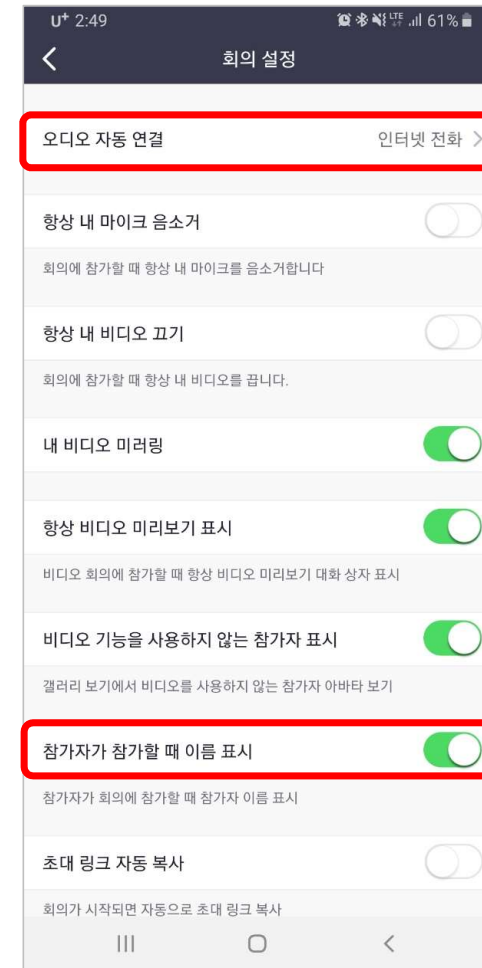 U+ 2:49 LTE 61%
회의 설정
오디오 자동 연결 인터넷 전화
항상 내 마이크 음소거
회의에 참가할 때 항상 내 마이크를 음소거합니다
항상 내 비디오 끄기
회의에 참가할 때 항상 내 비디오를 끕니다.
내 비디오 미러링
항상 비디오 미리보기 표시
비디오 회의에 참가할 때 항상 비디오 미리보기 대화 상자 표시
비디오 기능을 사용하지 않는 참가자 표시
갤러리 보기에서 비디오를 사용하지 않는 참가자 아바타 보기
참가자가 참가할 때 이름 표시
참가자가 회의에 참가할 때 참가자 이름 표시
초대 링크 자동 복사
회의가 시작되면 자동으로 초대 링크 복사